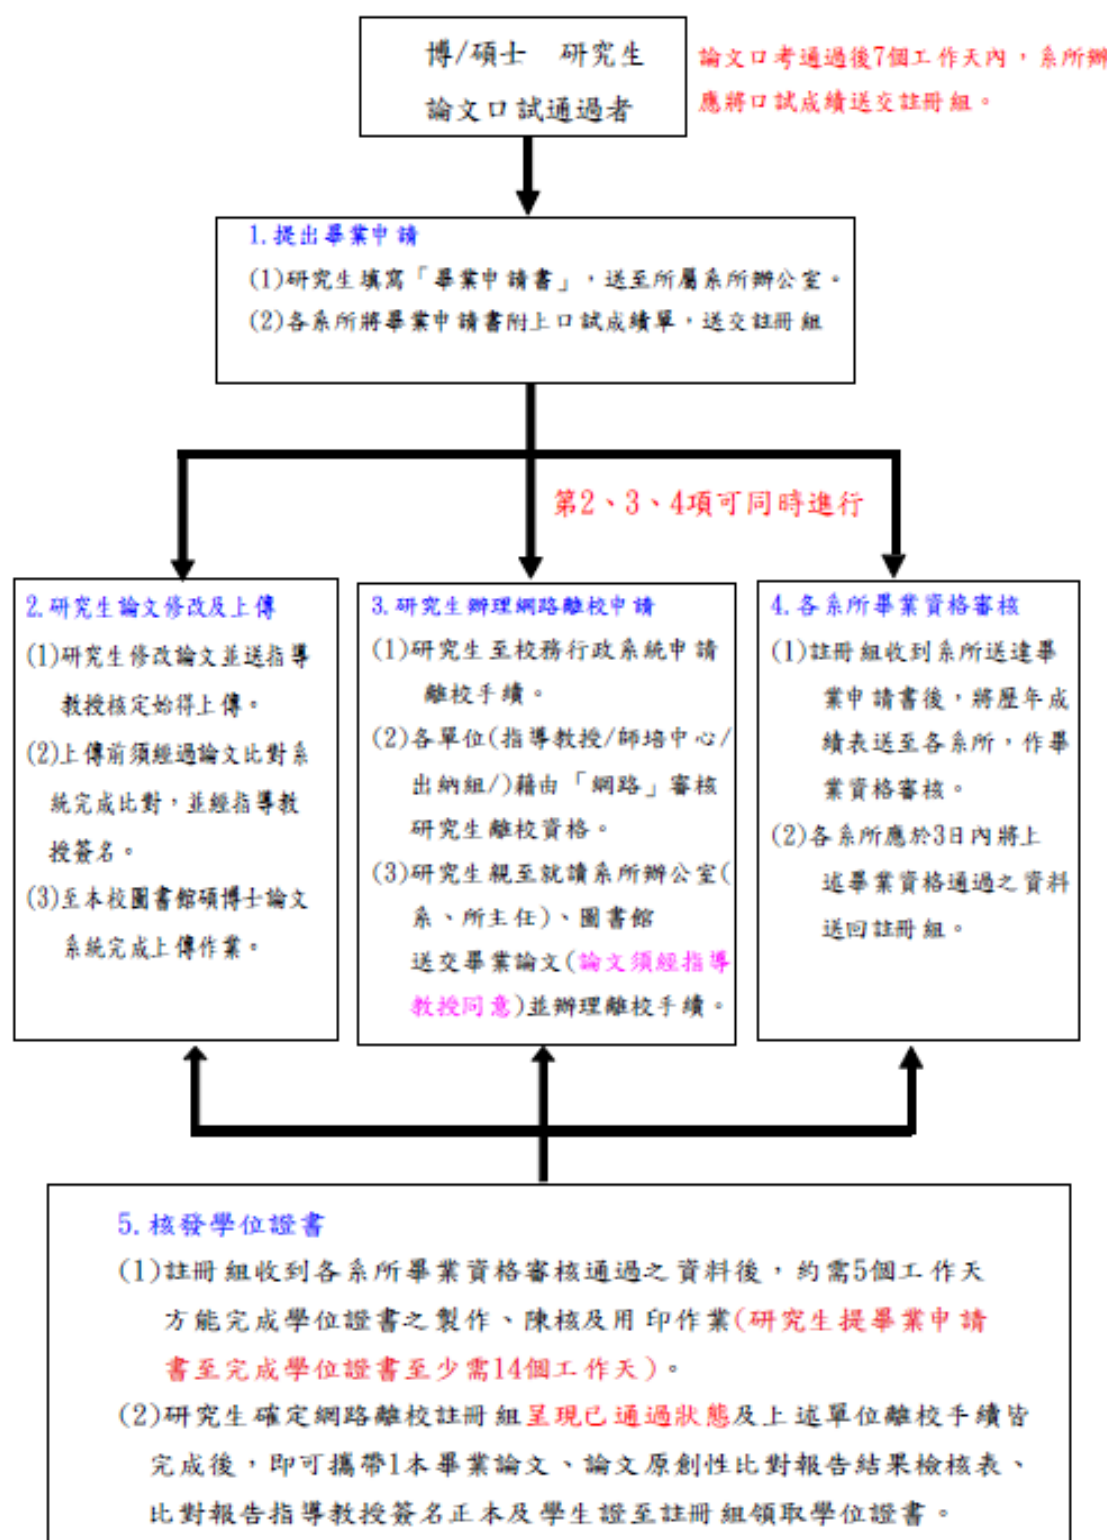 博/碩士　研究生
論文口試通過者
論文口考通過後7個工作天內，系所辦
應將口試成績送交註冊組。
1.提出畢業申請
(1)研究生填寫「畢業申請書」，送至所屬系所辦公室。
(2)各系所將畢業申請書附上口試成績單，送交註冊組
第2、3、4項可同時進行
2.研究生論文修改及上傳
(1)研究生修改論文並送指導
教授核定始得上傳。
(2)上傳前須經過論文比對系
統完成比對，並經指導教
授簽名。
(3)至本校圖書館碩博士論文
系統完成上傳作業。
3.研究生辦理網路離校申請
(1)研究生至校務行政系統申請
離校手續。
(2)各單位(指導教授/師培中心/
出納組/)藉由「網路」審核
研究生離校資格。
(3)研究生親至就讀系所辦公室(
系、所主任)、圖書館
送交畢業論文(論文須經指導
教授同意)並辦理離校手續。
4.各系所畢業資格審核
(1)註冊組收到系所送達畢
業申請書後，將歷年成
績表送至各系所，作畢
業資格審核。
(2)各系所應於3日內將上
述畢業資格通過之資料
送回註冊組。
5.核發學位證書
(1)註冊組收到各系所畢業資格審核通過之資料後，約需5個工作天
方能完成學位證書之製作、陳核及用印作業(研究生提畢業申請
書至完成學位證書至少需14個工作天)。
(2)研究生確定網路離校註冊組呈現已通過狀態及上述單位離校手續皆
完成後，即可攜帶1本畢業論文、論文原創性比對報告結果檢核表、
比對報告指導教授簽名正本及學生證至註冊組領取學位證書。